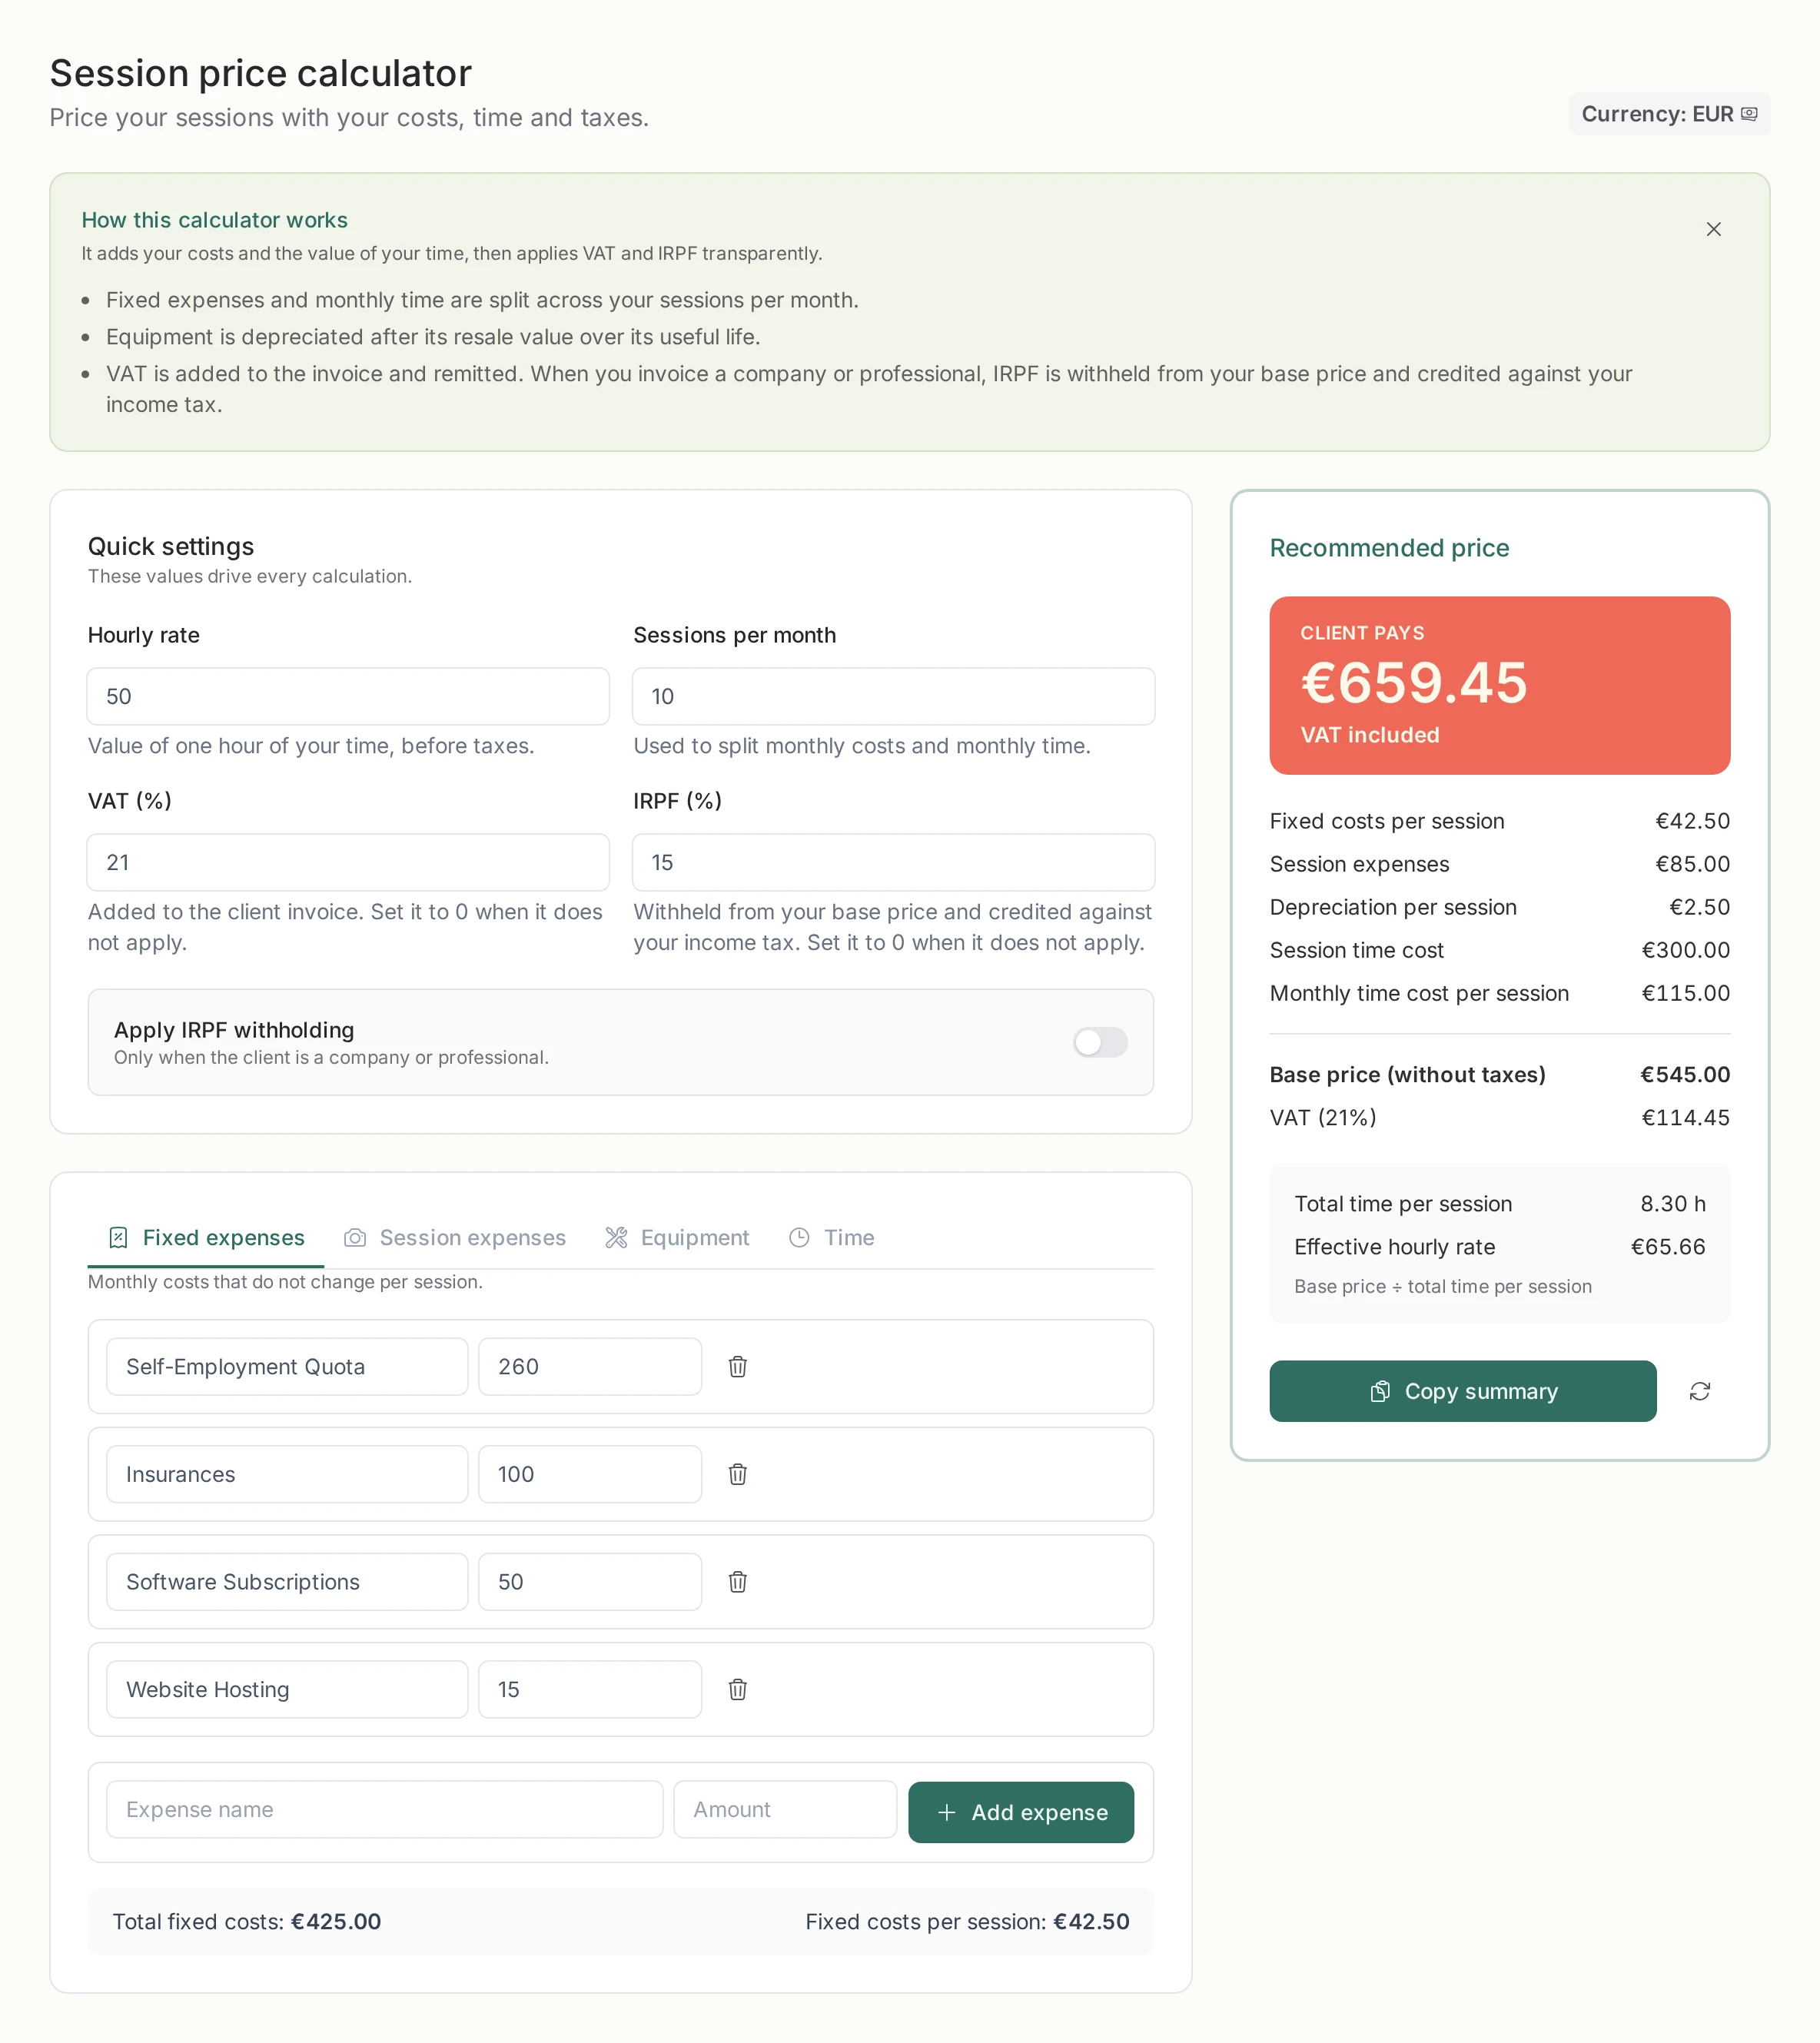 Session price calculator
Price your sessions with your costs, time and taxes.
Currency: EUR
How this calculator works
It adds your costs and the value of your time, then applies VAT and IRPF transparently.
• Fixed expenses and monthly time are split across your sessions per month.
• Equipment is depreciated after its resale value over its useful life.
• VAT is added to the invoice and remitted. When you invoice a company or professional, IRPF is withheld from your base price and credited against your
income tax.
Quick settings
These values drive every calculation.
Hourly rate
50
Value of one hour of your time, before taxes.
Sessions per month
10
Used to split monthly costs and monthly time.
VAT (%)
21
Added to the client invoice. Set it to 0 when it does
not apply.
IRPF (%)
15
Withheld from your base price and credited against
your income tax. Set it to 0 when it does not apply.
Apply IRPF withholding
Only when the client is a company or professional.
Fixed expenses Session expenses Equipment Time
Monthly costs that do not change per session.
Self-Employment Quota 260
Insurances 100
Software Subscriptions 50
Website Hosting 15
Expense name Amount + Add expense
Total fixed costs: €425.00 Fixed costs per session: €42.50
Recommended price
CLIENT PAYS
€659.45
VAT included
Fixed costs per session €42.50
Session expenses €85.00
Depreciation per session €2.50
Session time cost €300.00
Monthly time cost per session €115.00
Base price (without taxes) €545.00
VAT (21%) €114.45
Total time per session 8.30 h
Effective hourly rate €65.66
Base price ÷ total time per session
Copy summary